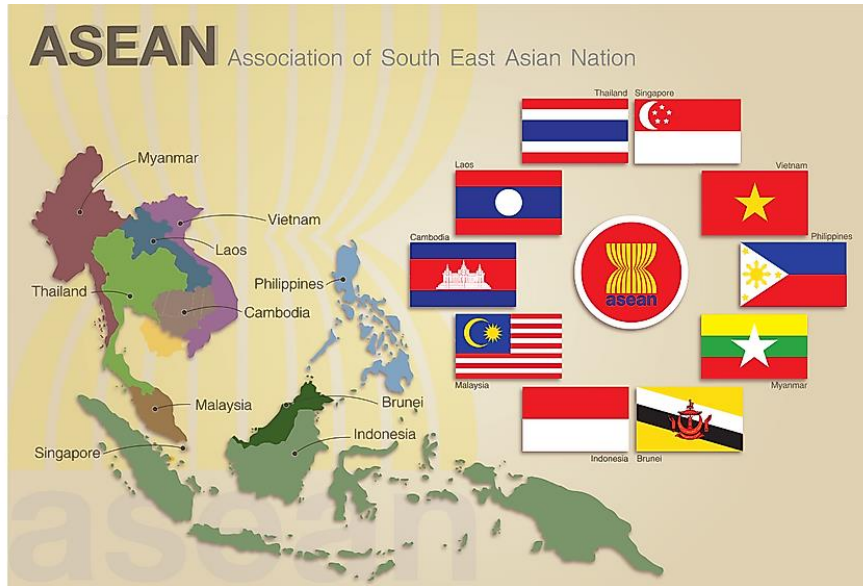 ASEAN Association of South East Asian Nation
Myanmar
Vietnam
Laos
Thailand
Cambodia
Philippines
Malaysia
Brunei
Singapore
Indonesia
Thailand Singapore
Laos
Vietnam
Cambodia
Philippines
asean
Malaysia
Myanmar
Indonesia Brunei
asean